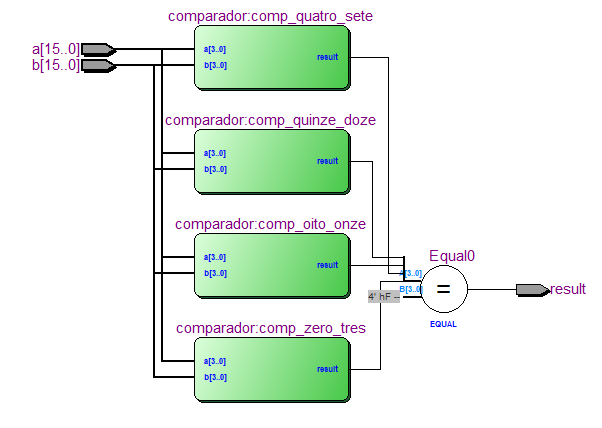 comparador:comp_quatro_sete
a[15..0]
b[15..0]
a[3..0]
b[3..0]
result
comparador:comp_quinze_doze
a[3..0]
b[3..0]
result
comparador:comp_oito_onze
a[3..0]
b[3..0]
result
Equal0
A[3..0]
B[3..0]
4' hF --
=
EQUAL
result
comparador:comp_zero_tres
a[3..0]
b[3..0]
result